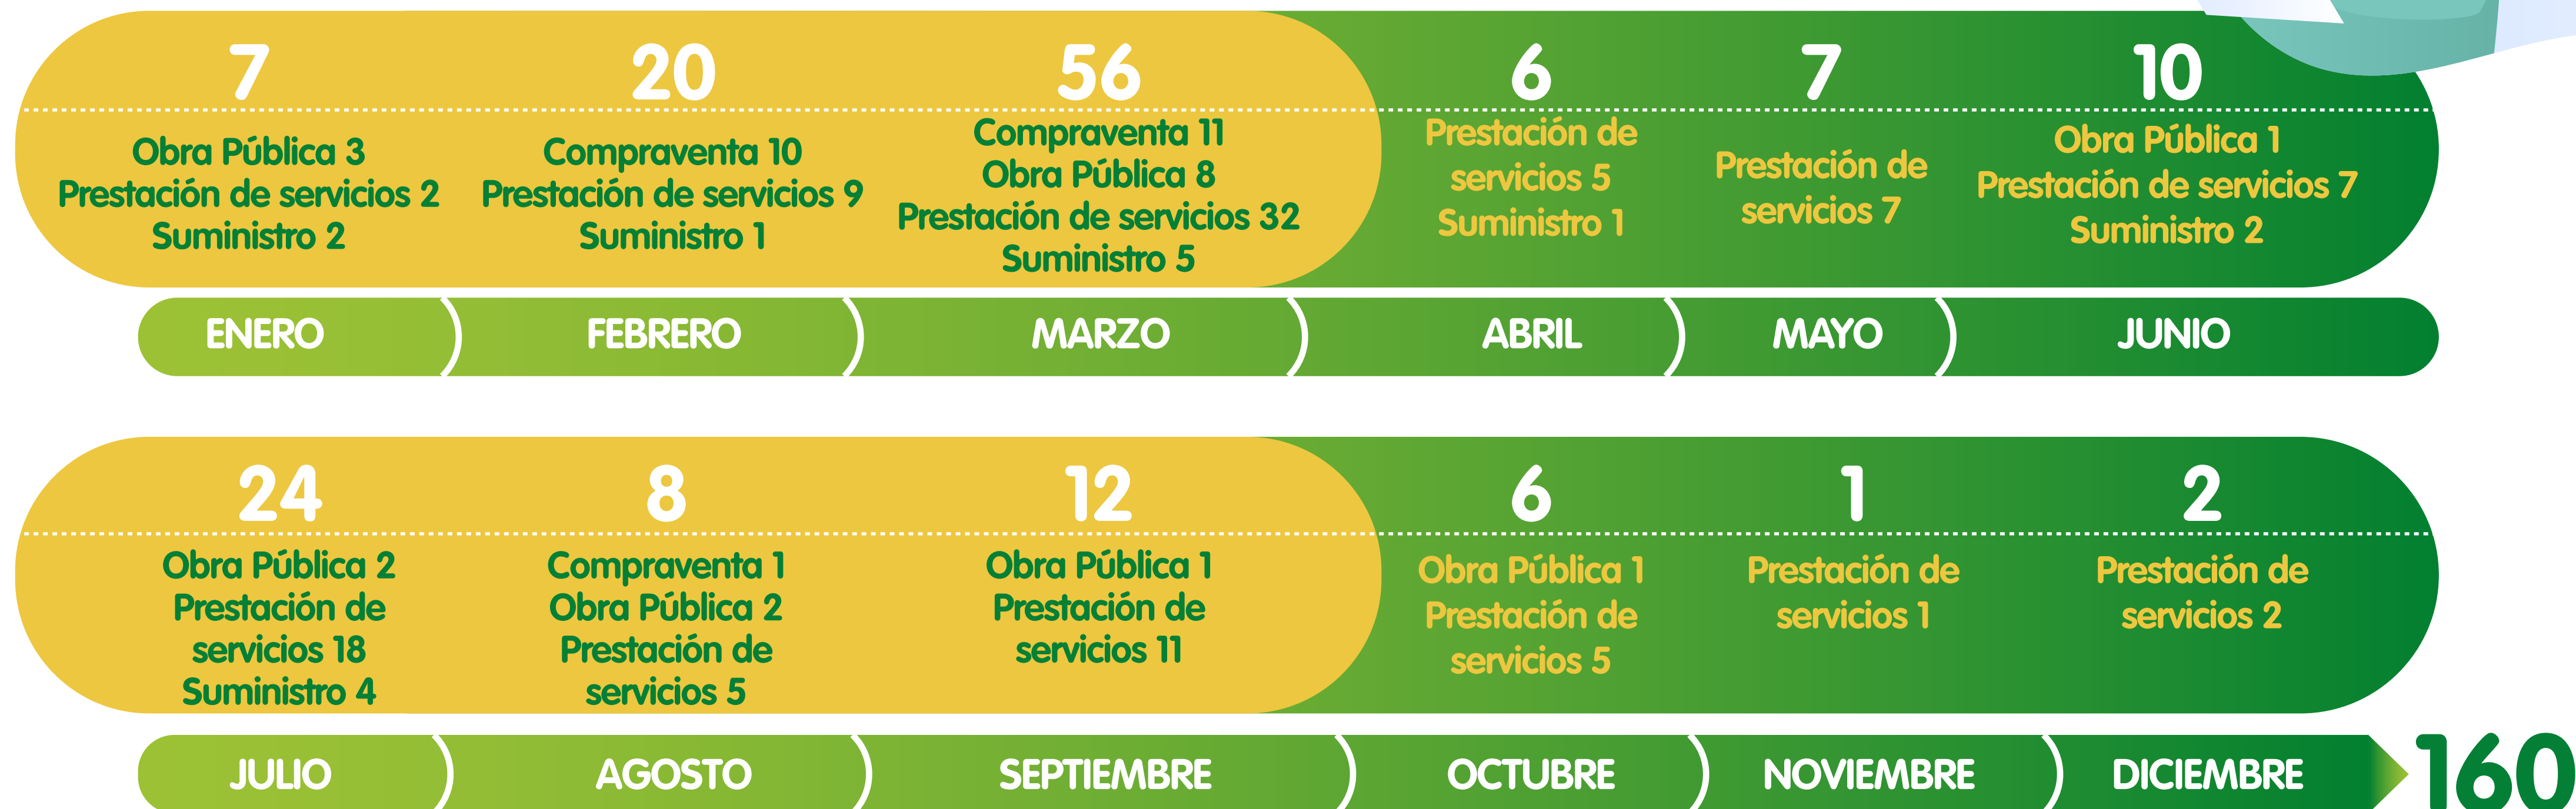 7
Obra Pública 3
Prestación de servicios 2
Suministro 2
20
Compraventa 10
Prestación de servicios 9
Suministro 1
56
Compraventa 11
Obra Pública 8
Prestación de servicios 32
Suministro 5
6
Prestación de
servicios 5
Suministro 1
7
Prestación de
servicios 7
10
Obra Pública 1
Prestación de servicios 7
Suministro 2
ENERO
FEBRERO
MARZO
ABRIL
MAYO
JUNIO
24
Obra Pública 2
Prestación de
servicios 18
Suministro 4
8
Compraventa 1
Obra Pública 2
Prestación de
servicios 5
12
Obra Pública 1
Prestación de
servicios 11
6
Obra Pública 1
Prestación de
servicios 5
1
Prestación de
servicios 1
2
Prestación de
servicios 2
JULIO
AGOSTO
SEPTIEMBRE
OCTUBRE
NOVIEMBRE
DICIEMBRE
160